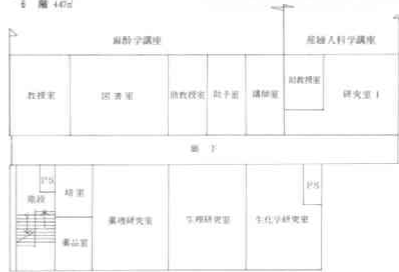 6 階 447㎡
麻酔学講座 産婦人科学講座
教授室 図書室 助教授室 助手室 講師室 助教授室 研究室 1
廊下
PS 暗室 PS
階段 薬理研究室 生理研究室 生化学研究室
薬品室